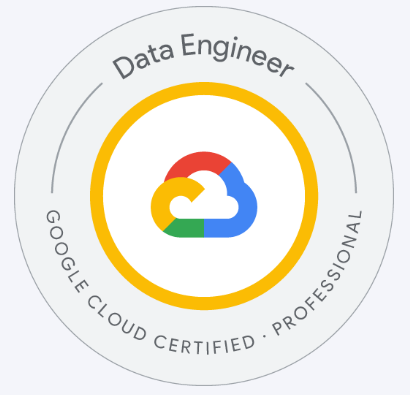 Data Engineer
GOOGLE CLOUD CERTIFIED · PROFESSIONAL